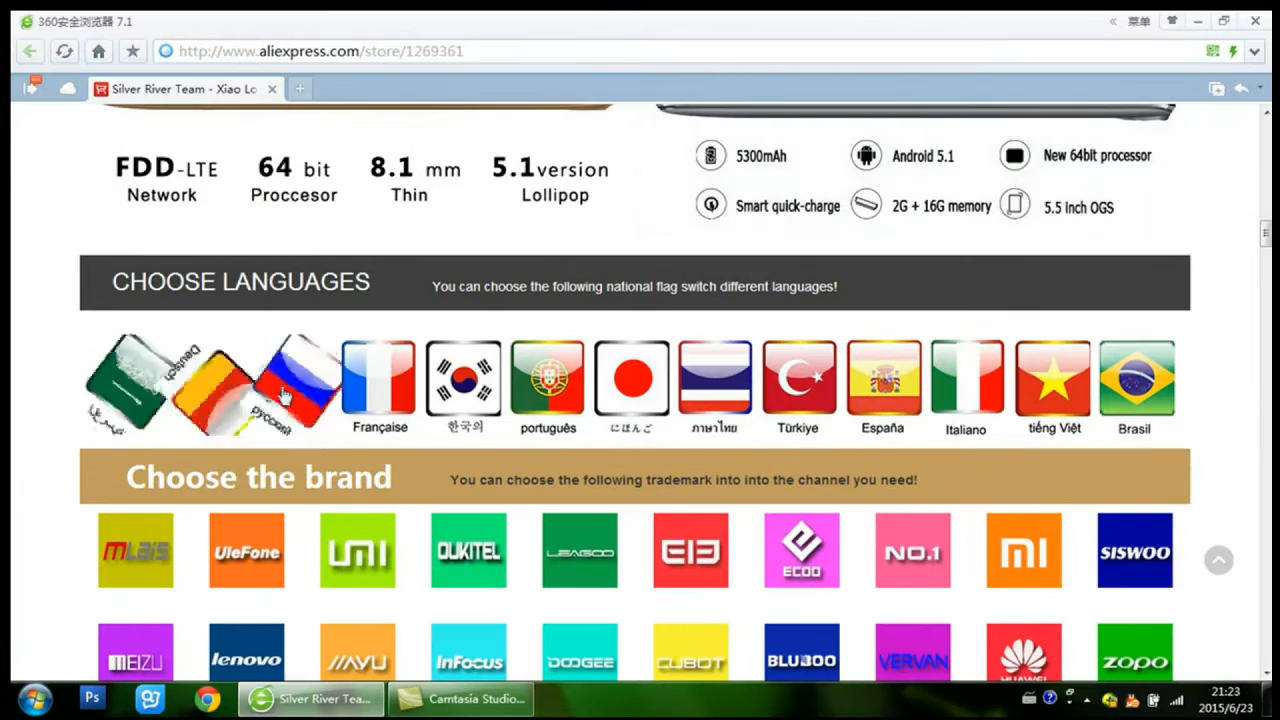 360安全浏览器 7.1
菜单
http://www.aliexpress.com/store/1269361
Silver River Team - Xiao Lo
FDD-LTE
Network
64 bit
Proccesor
8.1 mm
Thin
5.1version
Lollipop
5300mAh
Android 5.1
New 64bit processor
Smart quick-charge
2G + 16G memory
5.5 inch OGS
CHOOSE LANGUAGES
You can choose the following national flag switch different languages!
Deutsch
русский
Française
한국의
português
にほんご
ภาษาไทย
Türkiye
España
Italiano
tiếng Việt
Brasil
Choose the brand
You can choose the following trademark into into the channel you need!
mLais
UleFone
UMI
OUKITEL
LEAGOO
ECOO
NO.1
MI
SISWOO
MEIZU
lenovo
JIAYU
InFocus
DOOGEE
CUBOT
BLUBOO
VERVAN
HUAWEI
ZOPO
Ps
Silver River Tea...
Camtasia Studio...
21:23
2015/6/23